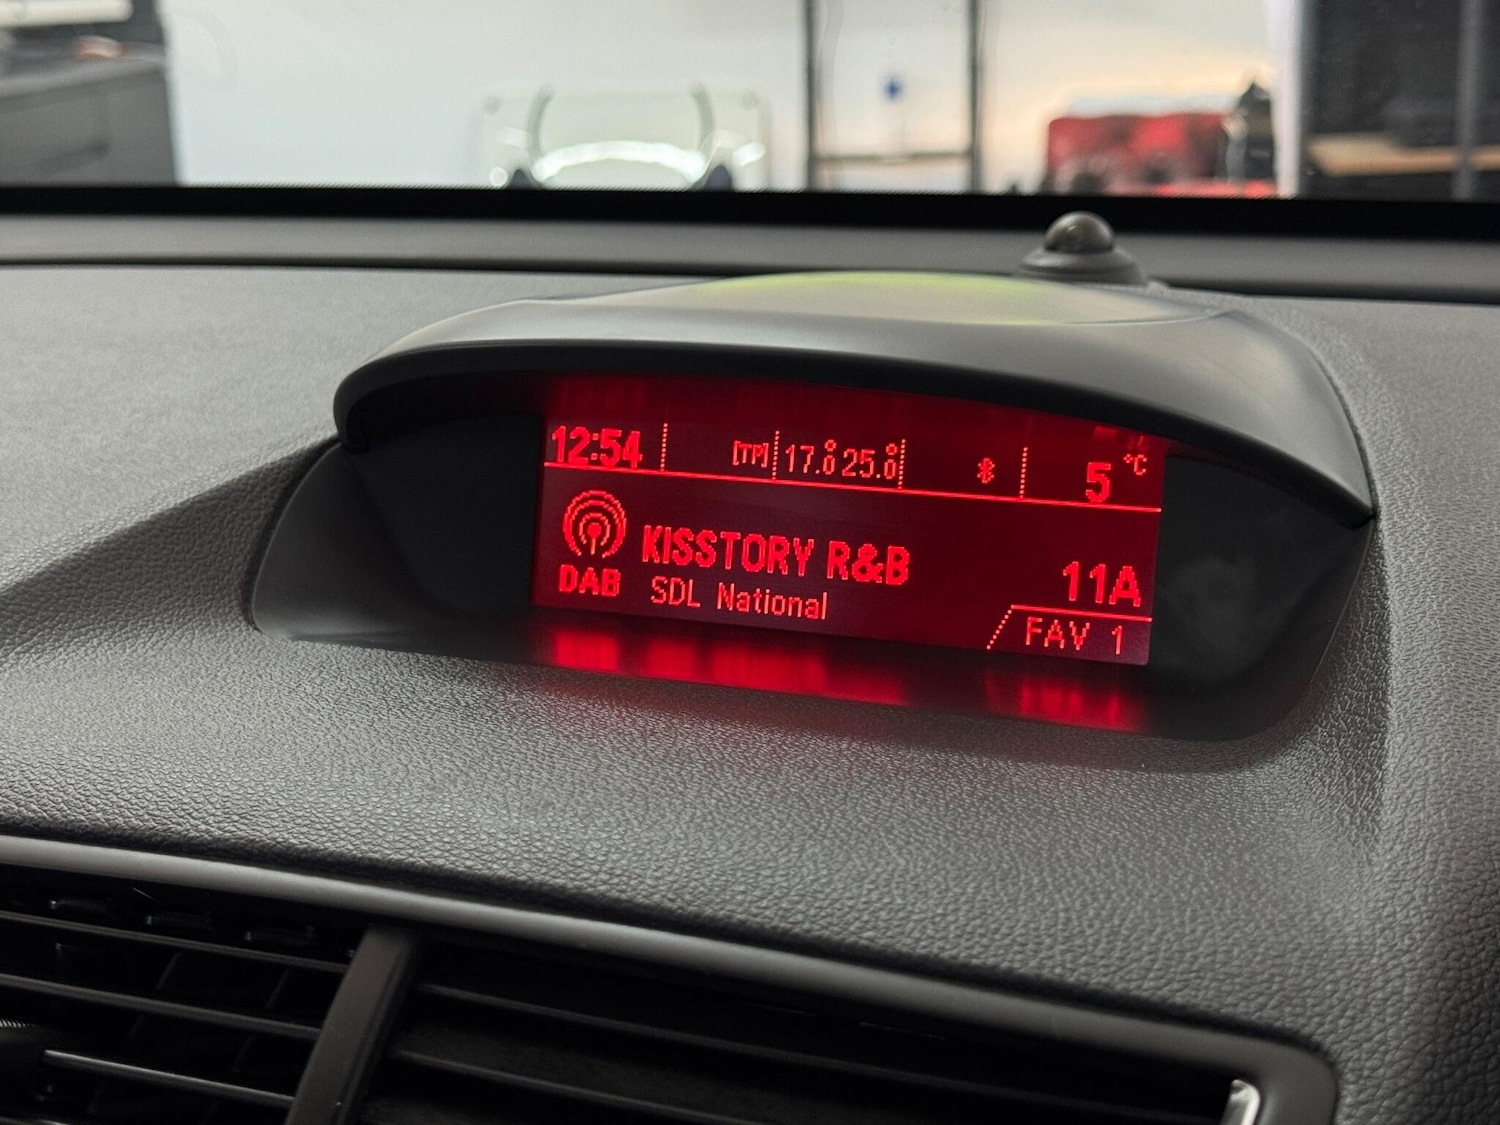 12:54 [TP] 17.0° 25.0° 5 °C
KISSTORY R&B
DAB SDL National 11A
FAV 1